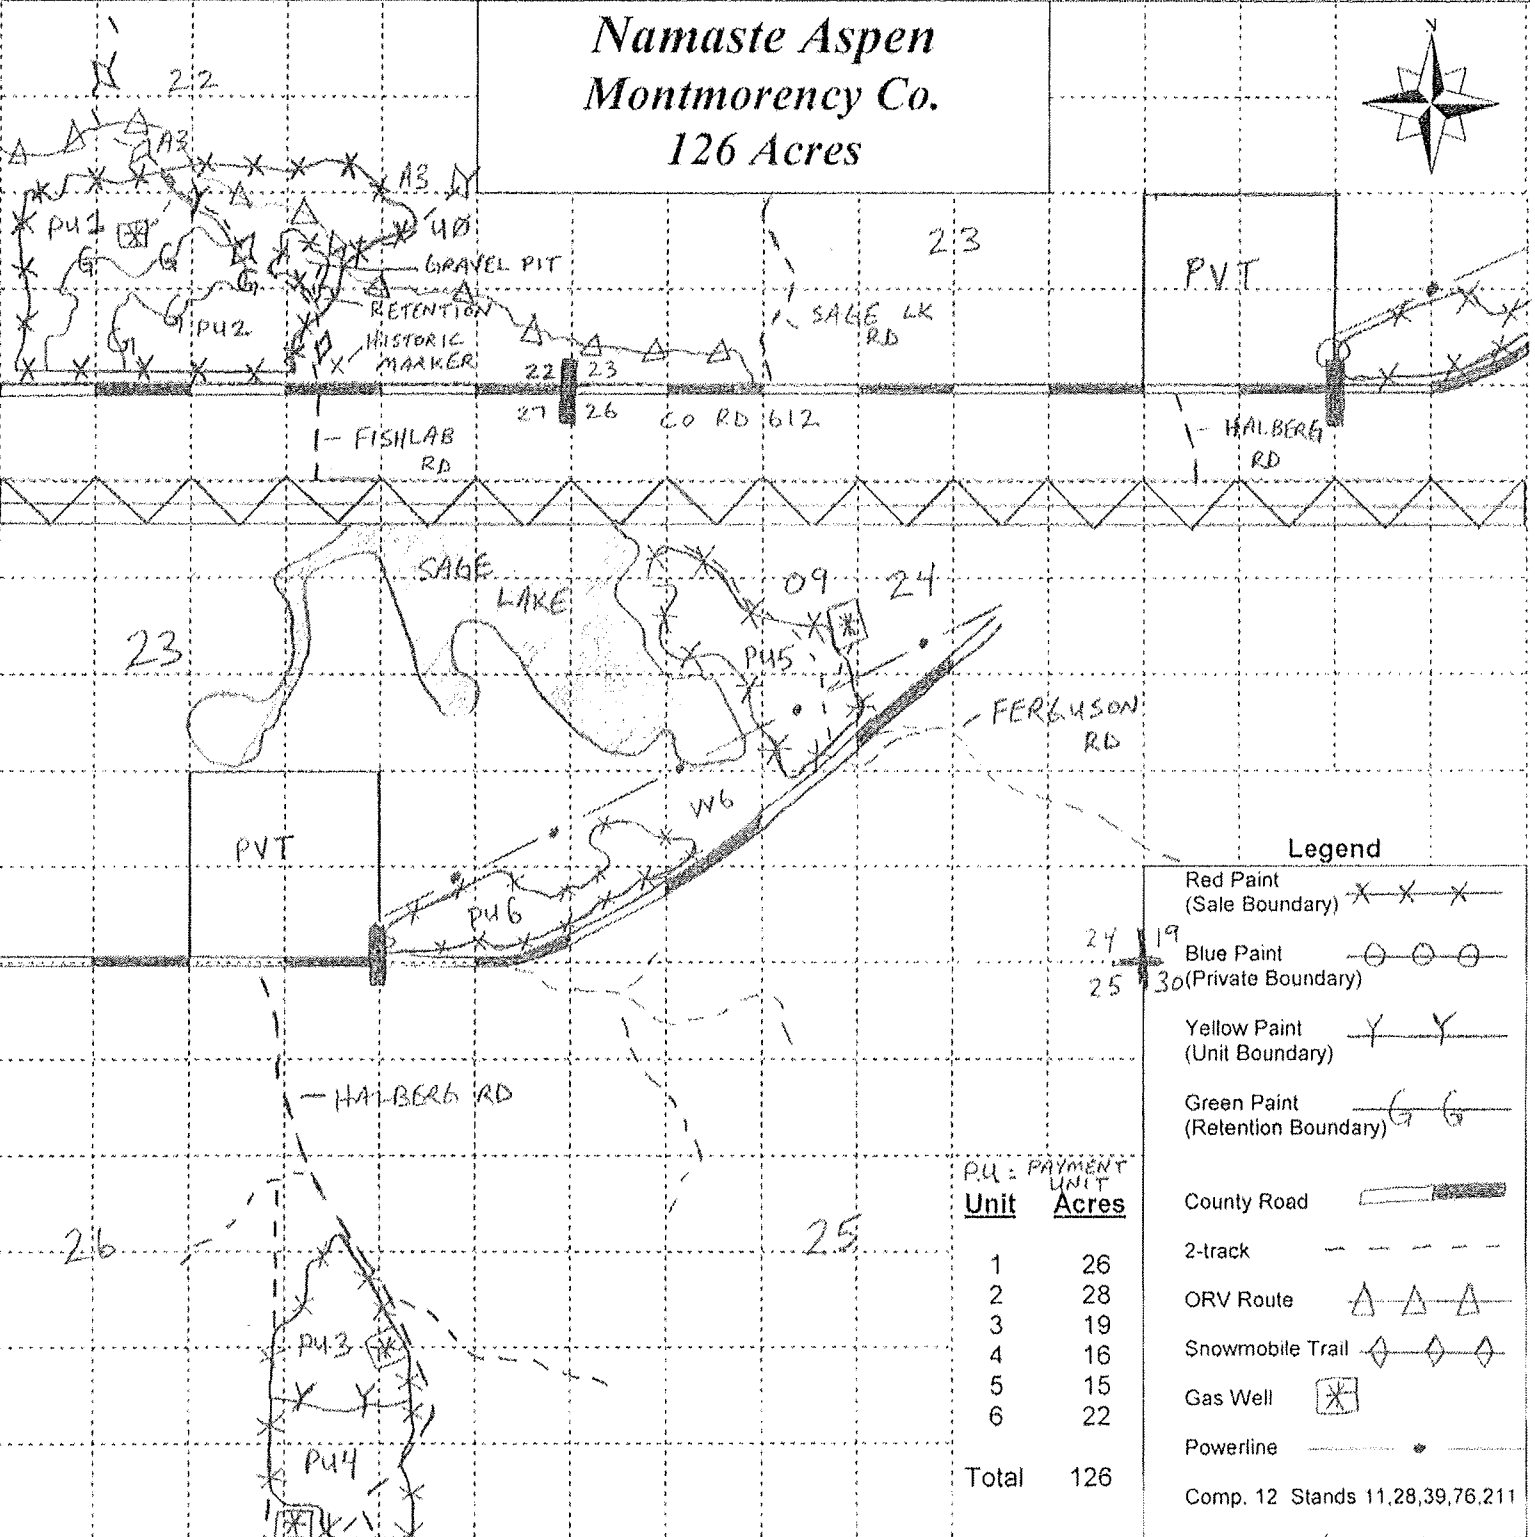 Namaste Aspen
Montmorency Co.
126 Acres
N
22
A3
A3
40
PU1
G G G
G G
PU2
GRAVEL PIT
RETENTION
HISTORIC
MARKER
22 23
27 26
CO RD 612
SAGE LK
RD
23
PVT
FISHLAB
RD
HALBERG
RD
SAGE
LAKE
09
24
23
PU5
FERGUSON
RD
W6
PVT
PU6
HALBERG RD
26
25
PU3
Y Y
PU4
24 19
25 30
P.U = PAYMENT
UNIT
Unit Acres
1 26
2 28
3 19
4 16
5 15
6 22
Total 126
Legend
Red Paint
(Sale Boundary)
Blue Paint
(Private Boundary)
Yellow Paint
(Unit Boundary)
Y Y
Green Paint
(Retention Boundary)
G G
County Road
2-track
ORV Route
Snowmobile Trail
Gas Well
Powerline
Comp. 12 Stands 11,28,39,76,211